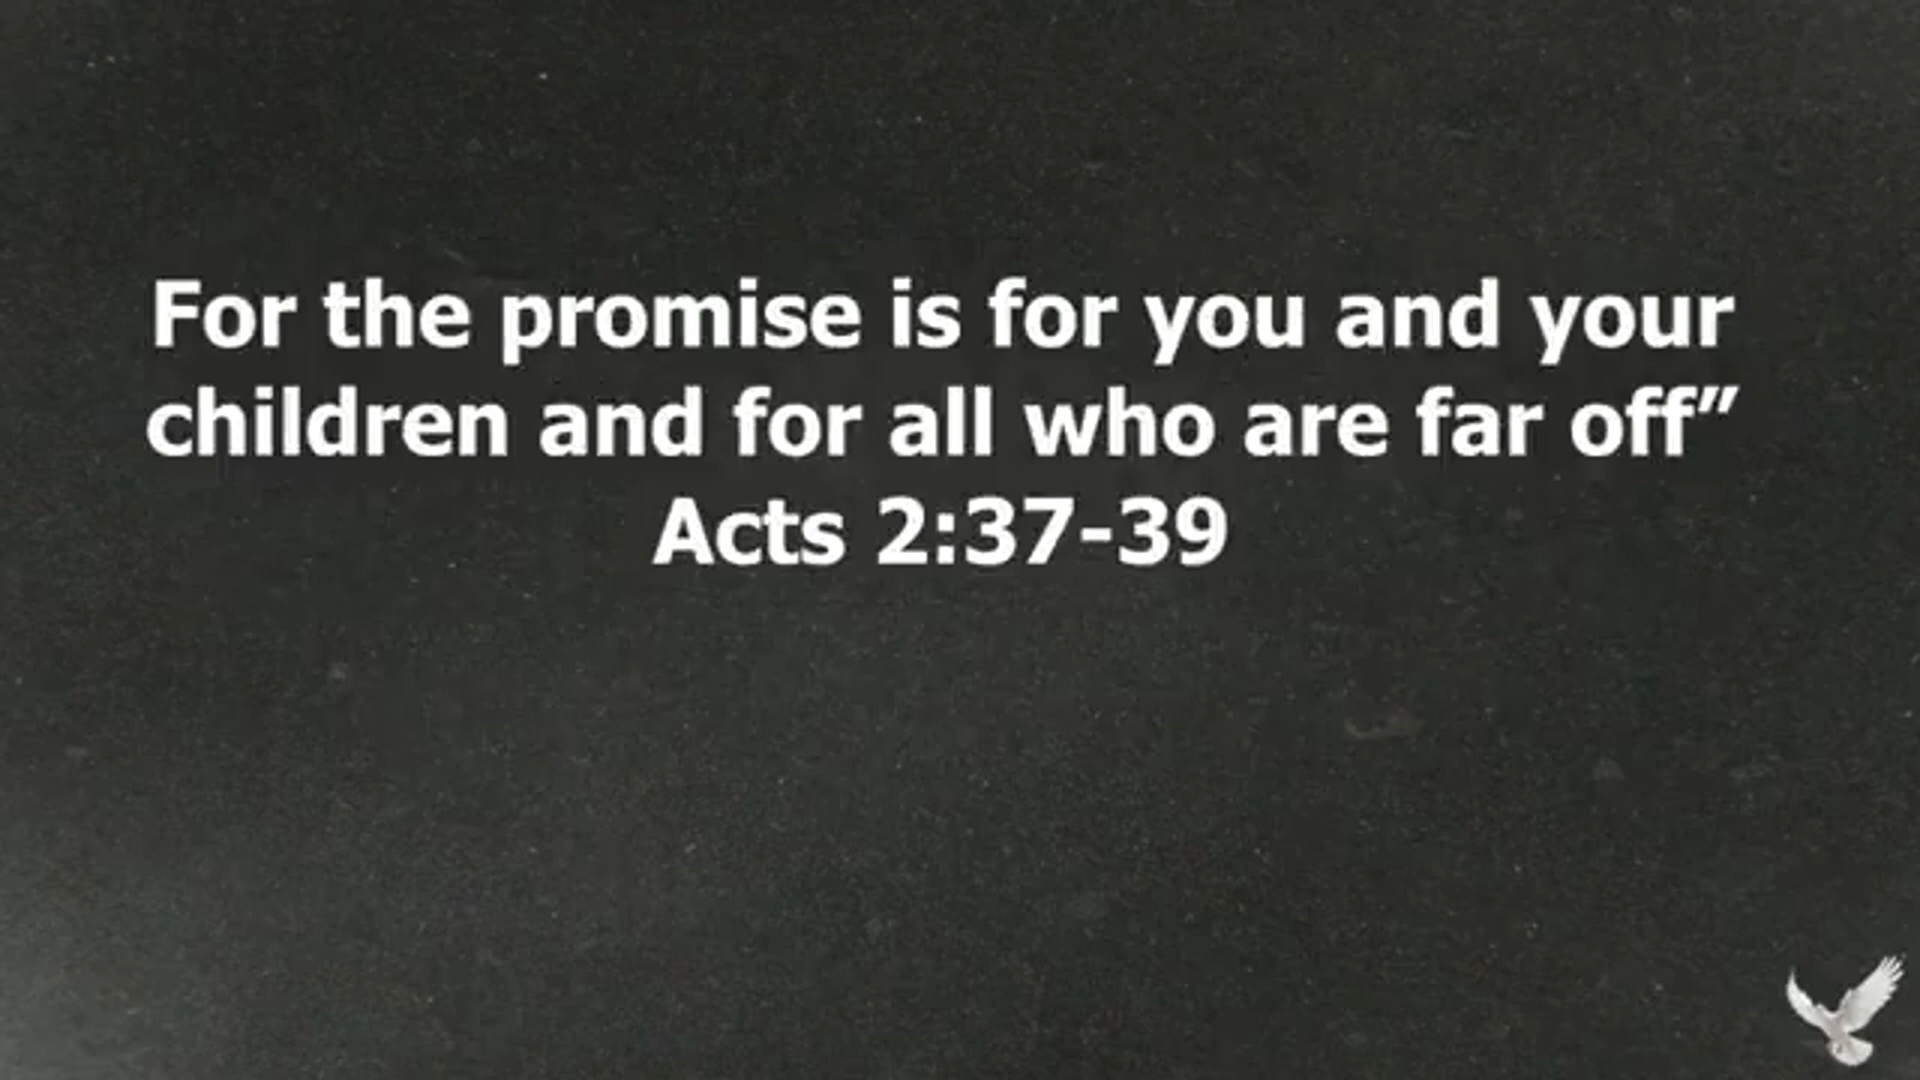 For the promise is for you and your
children and for all who are far off”
Acts 2:37-39